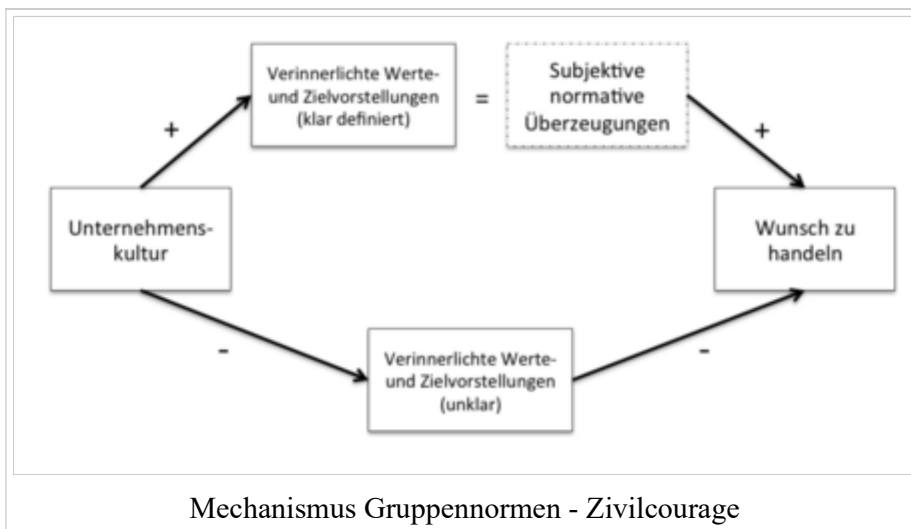 Verinnerlichte Werte-
und Zielvorstellungen
(klar definiert)
=
Subjektive
normative
Überzeugungen
+
+
Unternehmens-
kultur
Wunsch zu
handeln
-
-
Verinnerlichte Werte-
und Zielvorstellungen
(unklar)
Mechanismus Gruppennormen - Zivilcourage